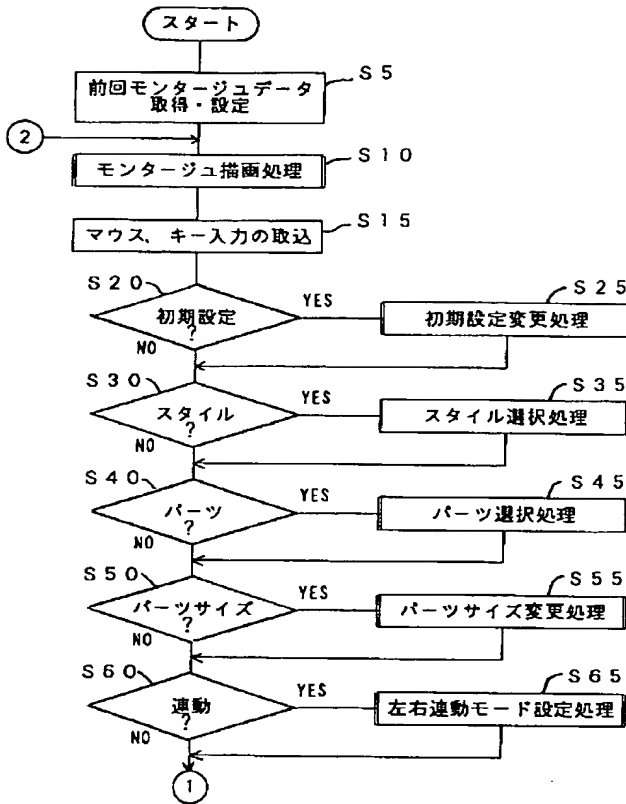 スタート
S5
前回モンタージュデータ
取得・設定
2
S10
モンタージュ描画処理
S15
マウス、キー入力の取込
S20
初期設定
?
YES
NO
S25
初期設定変更処理
S30
スタイル
?
YES
NO
S35
スタイル選択処理
S40
パーツ
?
YES
NO
S45
パーツ選択処理
S50
パーツサイズ
?
YES
NO
S55
パーツサイズ変更処理
S60
連動
?
YES
NO
S65
左右連動モード設定処理
1